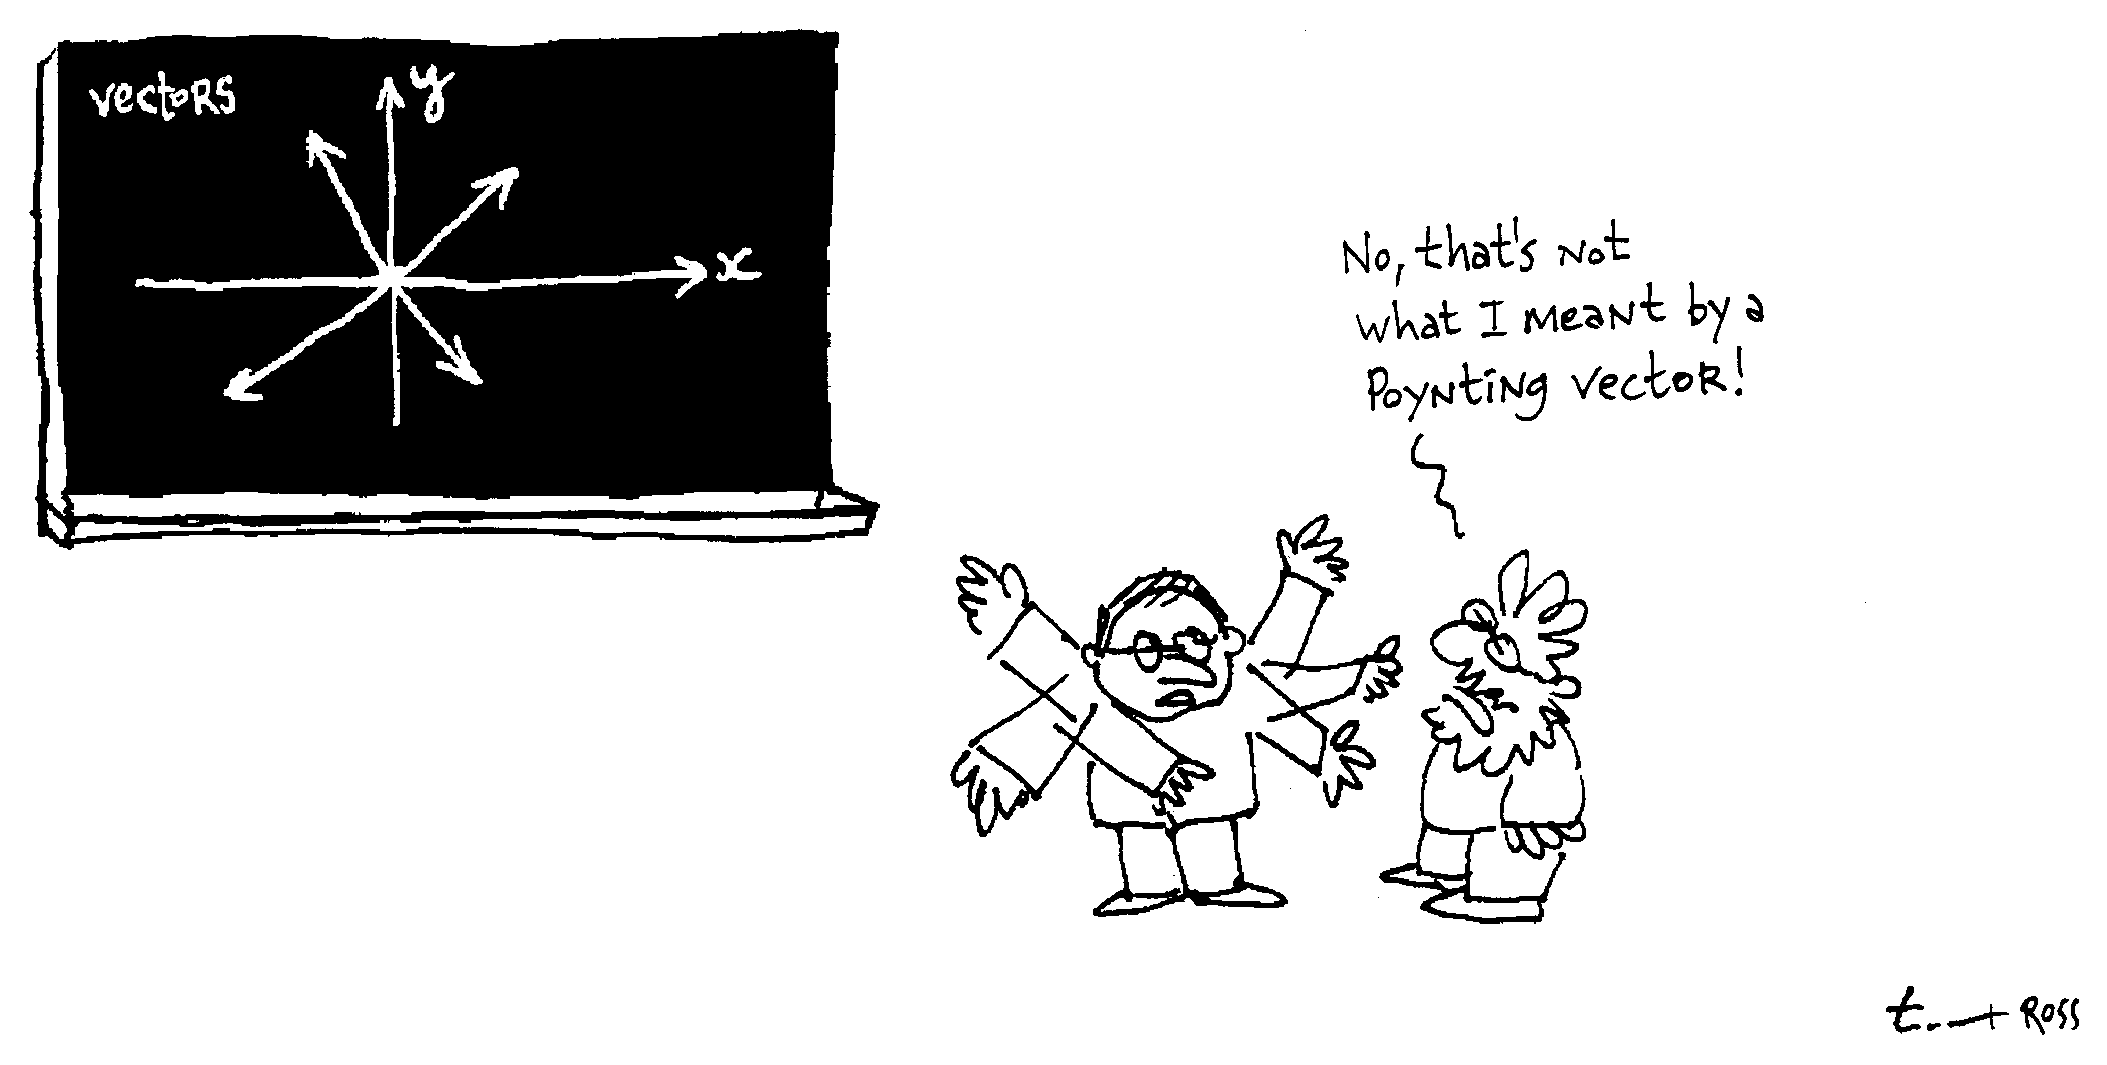 vectors
y
x
No, that's not
what I meant by a
Poynting vector!
Ross